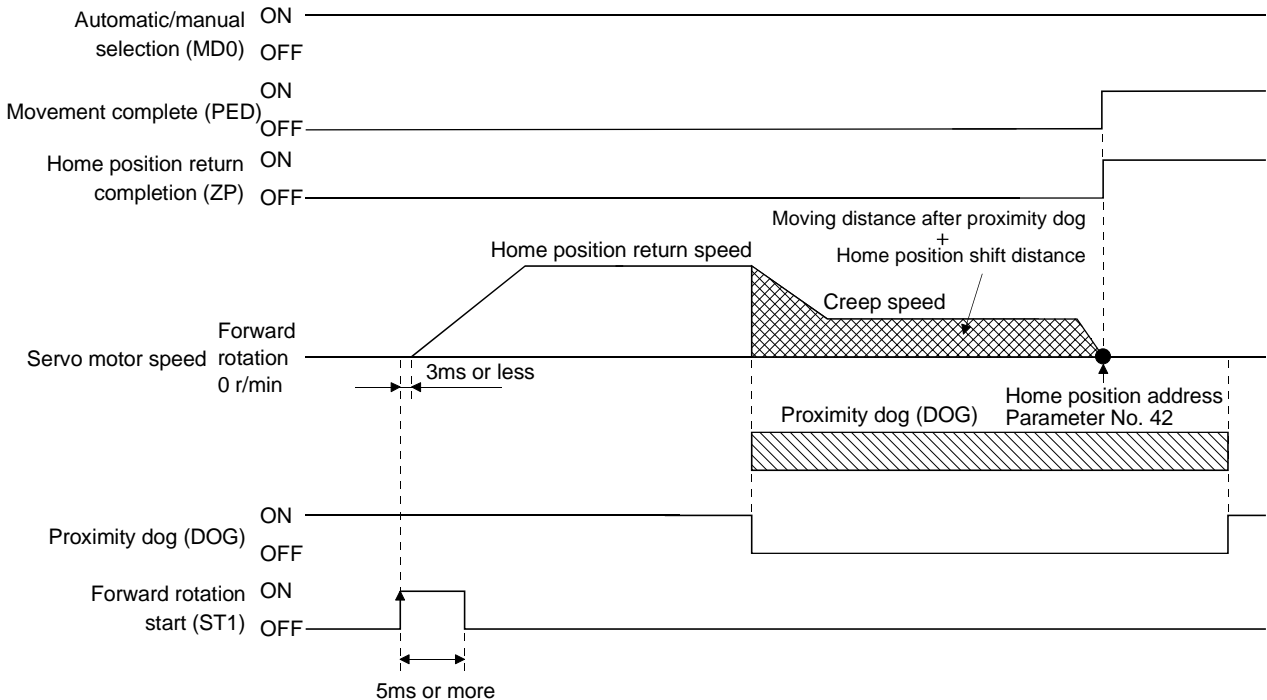 Automatic/manual
selection (MD0)
ON
OFF
Movement complete (PED)
ON
OFF
Home position return
completion (ZP)
ON
OFF
Moving distance after proximity dog
+
Home position shift distance
Home position return speed
Creep speed
Servo motor speed
Forward
rotation
0 r/min
3ms or less
Home position address
Parameter No. 42
Proximity dog (DOG)
Proximity dog (DOG)
ON
OFF
Forward rotation
start (ST1)
ON
OFF
5ms or more